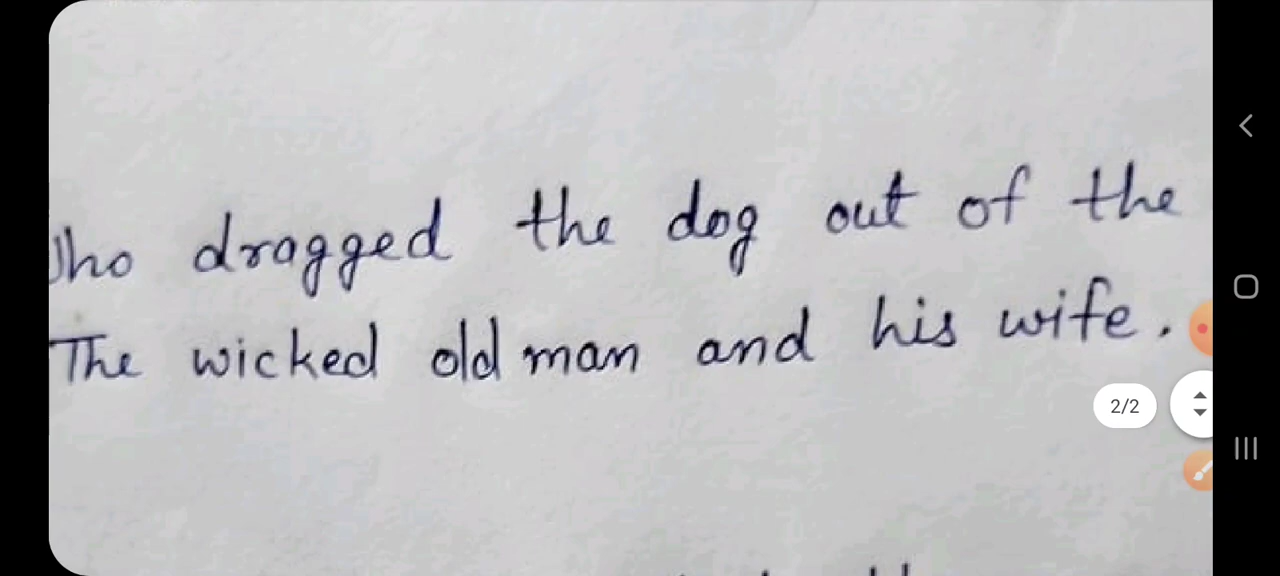 Who dragged the dog out of the
The wicked old man and his wife.
2/2